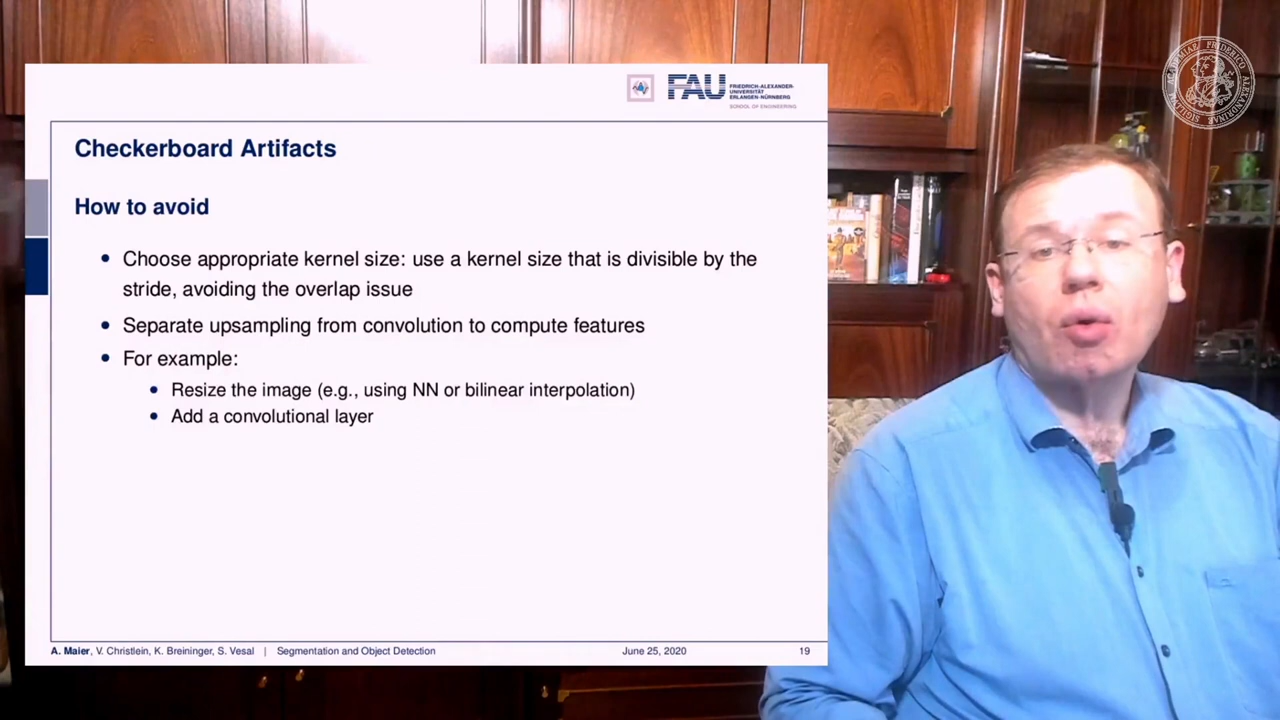 FAU
FRIEDRICH-ALEXANDER-
UNIVERSITÄT
ERLANGEN-NÜRNBERG
SCHOOL OF ENGINEERING
Checkerboard Artifacts
How to avoid
• Choose appropriate kernel size: use a kernel size that is divisible by the
stride, avoiding the overlap issue
• Separate upsampling from convolution to compute features
• For example:
• Resize the image (e.g., using NN or bilinear interpolation)
• Add a convolutional layer
A. Maier, V. Christlein, K. Breininger, S. Vesal | Segmentation and Object Detection June 25, 2020 19